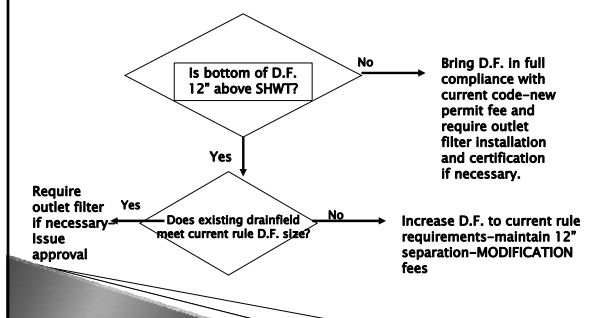 Is bottom of D.F.
12" above SHWT?
No
Bring D.F. in full
compliance with
current code-new
permit fee and
require outlet
filter installation
and certification
if necessary.
Yes
Does existing drainfield
meet current rule D.F. size?
Yes
Require
outlet filter
if necessary-
Issue
approval
No
Increase D.F. to current rule
requirements-maintain 12"
separation-MODIFICATION
fees